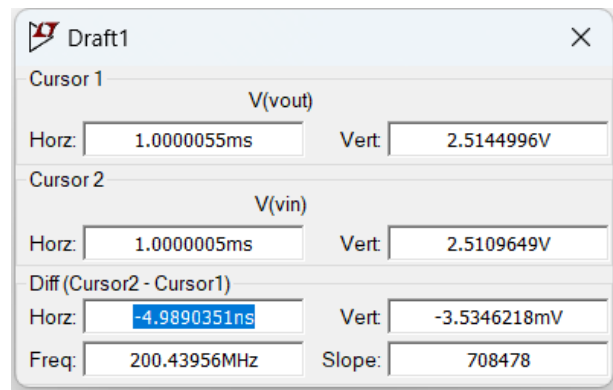 Draft1
Cursor 1
V(vout)
Horz: 1.0000055ms Vert: 2.5144996V
Cursor 2
V(vin)
Horz: 1.0000005ms Vert: 2.5109649V
Diff (Cursor2 - Cursor1)
Horz: -4.9890351ns Vert: -3.5346218mV
Freq: 200.43956MHz Slope: 708478